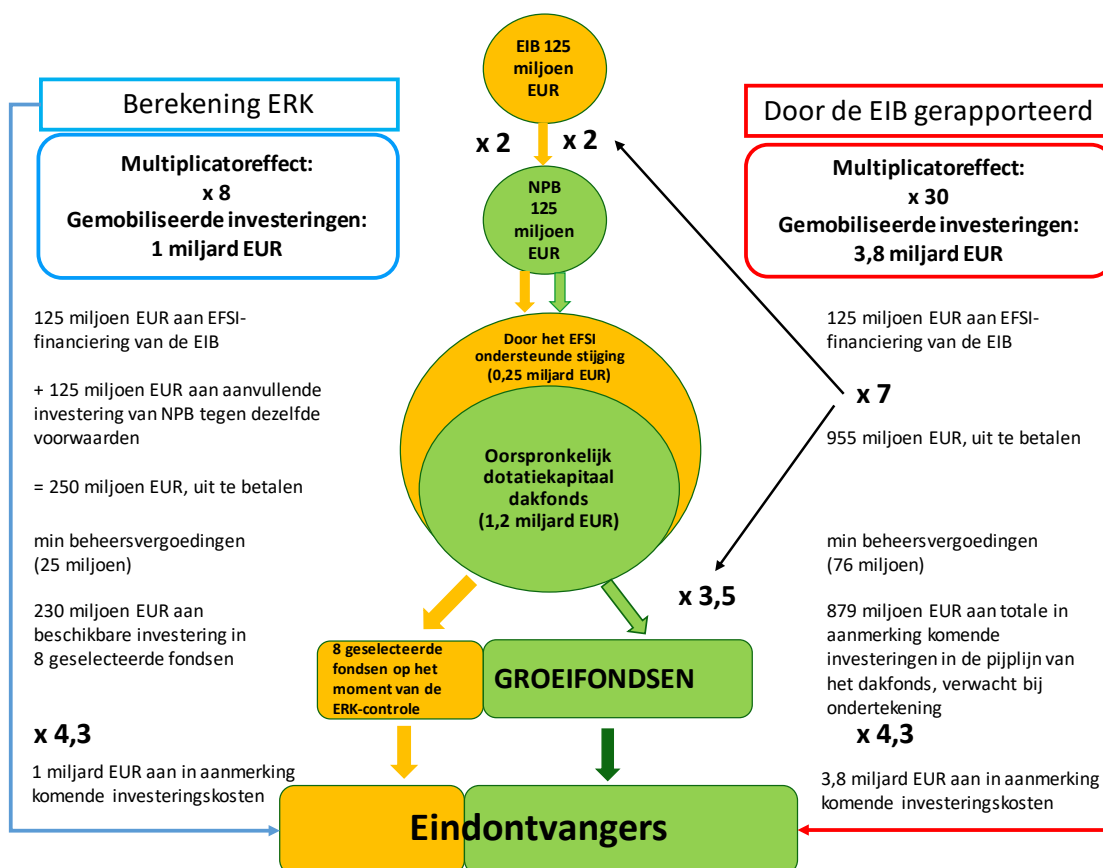 EIB 125
miljoen
EUR
Berekening ERK
Door de EIB gerapporteerd
x 2
x 2
Multiplicatoreffect:
x 8
Gemobiliseerde investeringen:
1 miljard EUR
NPB
125
miljoen
EUR
Multiplicatoreffect:
x 30
Gemobiliseerde investeringen:
3,8 miljard EUR
125 miljoen EUR aan EFSI-
financiering van de EIB
+ 125 miljoen EUR aan aanvullende
investering van NPB tegen dezelfde
voorwaarden
= 250 miljoen EUR, uit te betalen
min beheersvergoedingen
(25 miljoen)
230 miljoen EUR aan
beschikbare investering in
8 geselecteerde fondsen
x 4,3
1 miljard EUR aan in aanmerking
komende investeringskosten
Door het EFSI
ondersteunde stijging
(0,25 miljard EUR)
Oorspronkelijk
dotatiekapitaal
dakfonds
(1,2 miljard EUR)
x 3,5
8 geselecteerde
fondsen op het
moment van de
ERK-controle
GROEIFONDSEN
Eindontvangers
125 miljoen EUR aan EFSI-
financiering van de EIB
x 7
955 miljoen EUR, uit te betalen
min beheersvergoedingen
(76 miljoen)
879 miljoen EUR aan totale in
aanmerking komende
investeringen in de pijplijn van
het dakfonds, verwacht bij
ondertekening
x 4,3
3,8 miljard EUR aan in aanmerking
komende investeringskosten